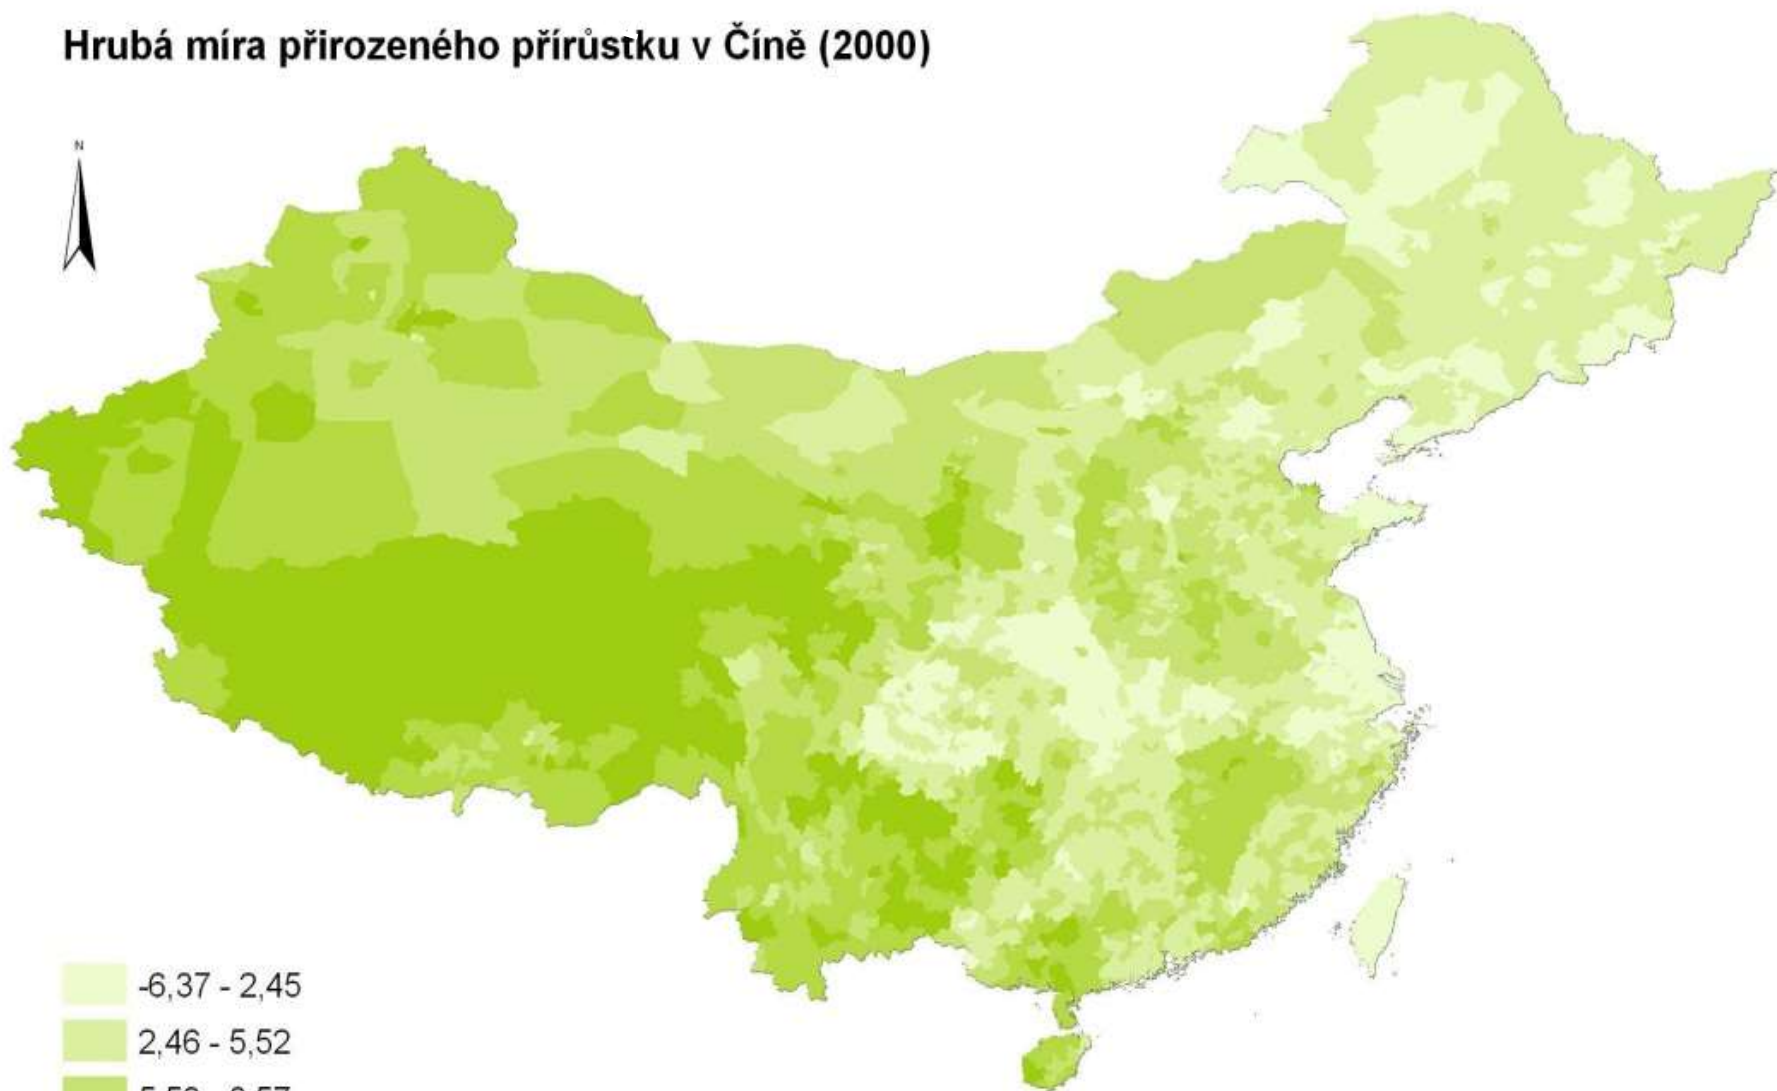 Hrubá míra přirozeného přírůstku v Číně (2000)
N
-6,37 - 2,45
2,46 - 5,52